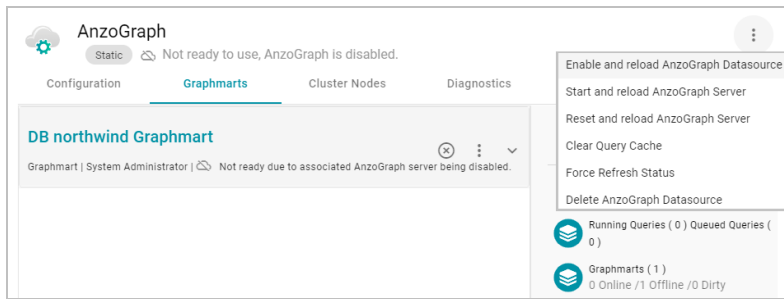 AnzoGraph
Static Not ready to use, AnzoGraph is disabled.
Configuration Graphmarts Cluster Nodes Diagnostics
DB northwind Graphmart
Graphmart | System Administrator | Not ready due to associated AnzoGraph server being disabled.
Enable and reload AnzoGraph Datasource
Start and reload AnzoGraph Server
Reset and reload AnzoGraph Server
Clear Query Cache
Force Refresh Status
Delete AnzoGraph Datasource
Running Queries ( 0 ) Queued Queries (
0 )
Graphmarts ( 1 )
0 Online /1 Offline /0 Dirty